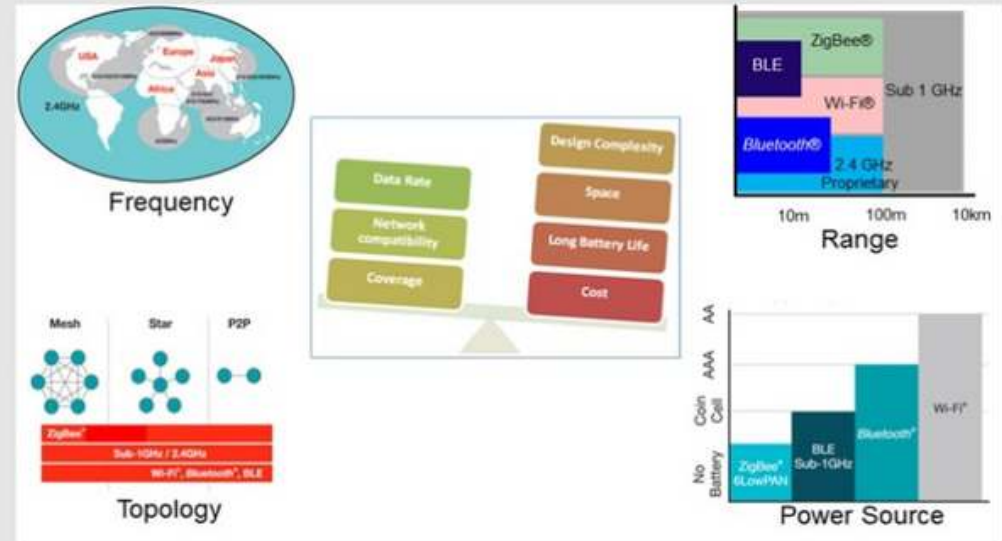 USA
Europe
Japan
Asia
Africa
2.4GHz
Frequency
Data Rate
Network
compatibility
Coverage
Design Complexity
Space
Long Battery Life
Cost
ZigBee®
BLE
Sub 1 GHz
Wi-Fi®
Bluetooth®
2.4 GHz
Proprietary
10m 100m 10km
Range
Mesh Star P2P
ZigBee®
Sub-1GHz / 2.4GHz
Wi-Fi®, Bluetooth®, BLE
Topology
AA
AAA
Coin
Cell
No
Battery
ZigBee®
6LowPAN
BLE
Sub-1GHz
Bluetooth®
Wi-Fi®
Power Source